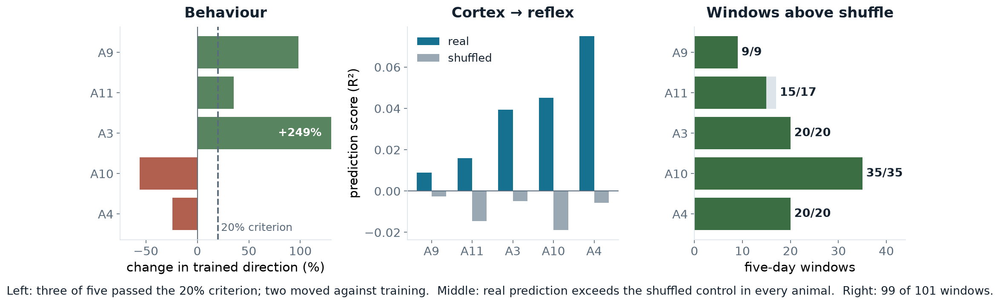 Behaviour
A9
A11
A3
A10
A4
+249%
20% criterion
−50 0 50 100
change in trained direction (%)
Cortex → reflex
real
shuffled
prediction score (R²)
0.06
0.04
0.02
0.00
−0.02
A9 A11 A3 A10 A4
Windows above shuffle
A9 9/9
A11 15/17
A3 20/20
A10 35/35
A4 20/20
0 10 20 30 40
five-day windows
Left: three of five passed the 20% criterion; two moved against training. Middle: real prediction exceeds the shuffled control in every animal. Right: 99 of 101 windows.